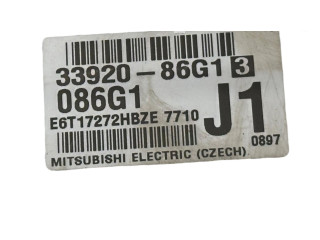 33920-86G1 3
086G1
E6T17272HBZE 7710
J1
0897
MITSUBISHI ELECTRIC (CZECH)